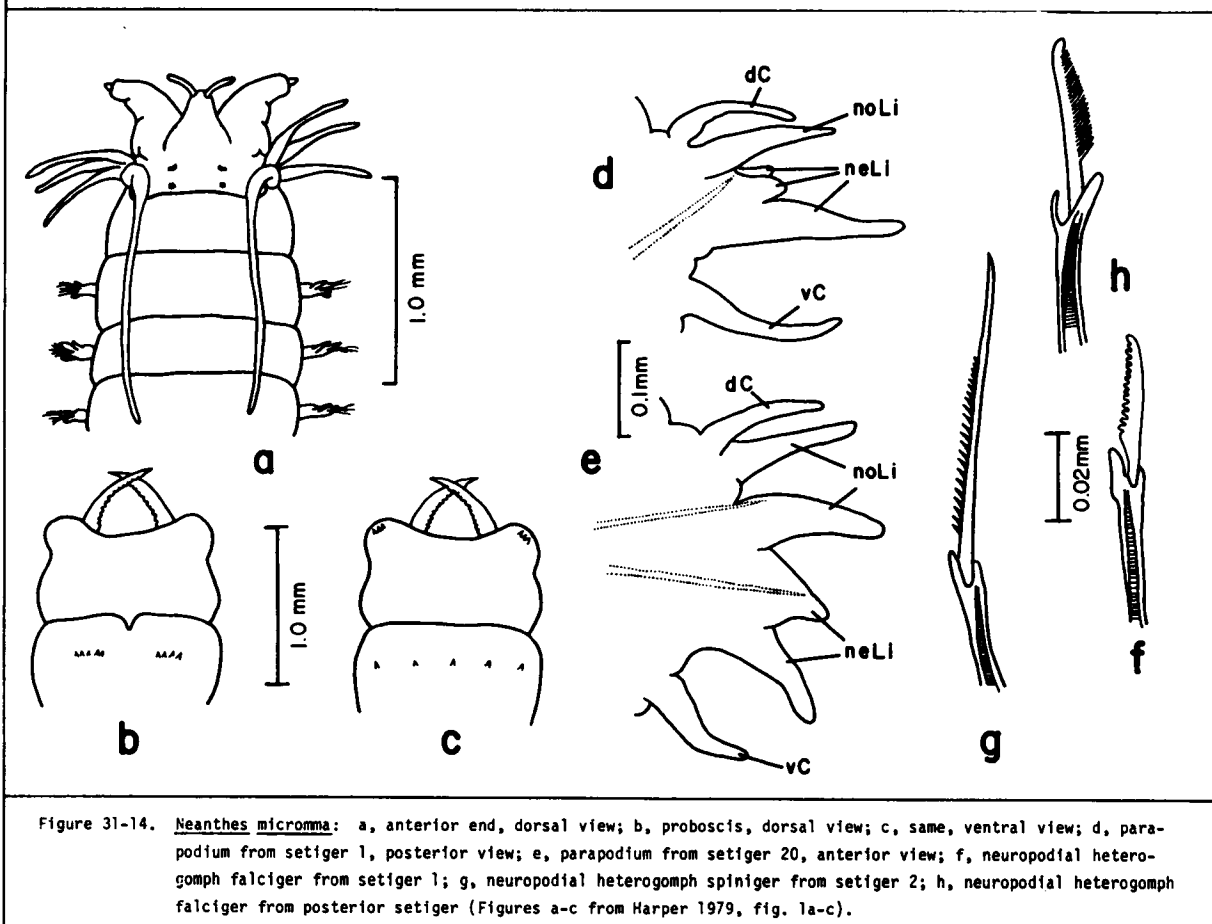 dC
noLi
neLi
d
vC
1.0 mm
a
h
0.1mm
dC
noLi
e
neLi
vC
0.02mm
f
g
1.0 mm
b
c
Figure 31-14. Neanthes micromma: a, anterior end, dorsal view; b, proboscis, dorsal view; c, same, ventral view; d, para-
podium from setiger 1, posterior view; e, parapodium from setiger 20, anterior view; f, neuropodial hetero-
gomph falciger from setiger 1; g, neuropodial heterogomph spiniger from setiger 2; h, neuropodial heterogomph
falciger from posterior setiger (Figures a-c from Harper 1979, fig. 1a-c).